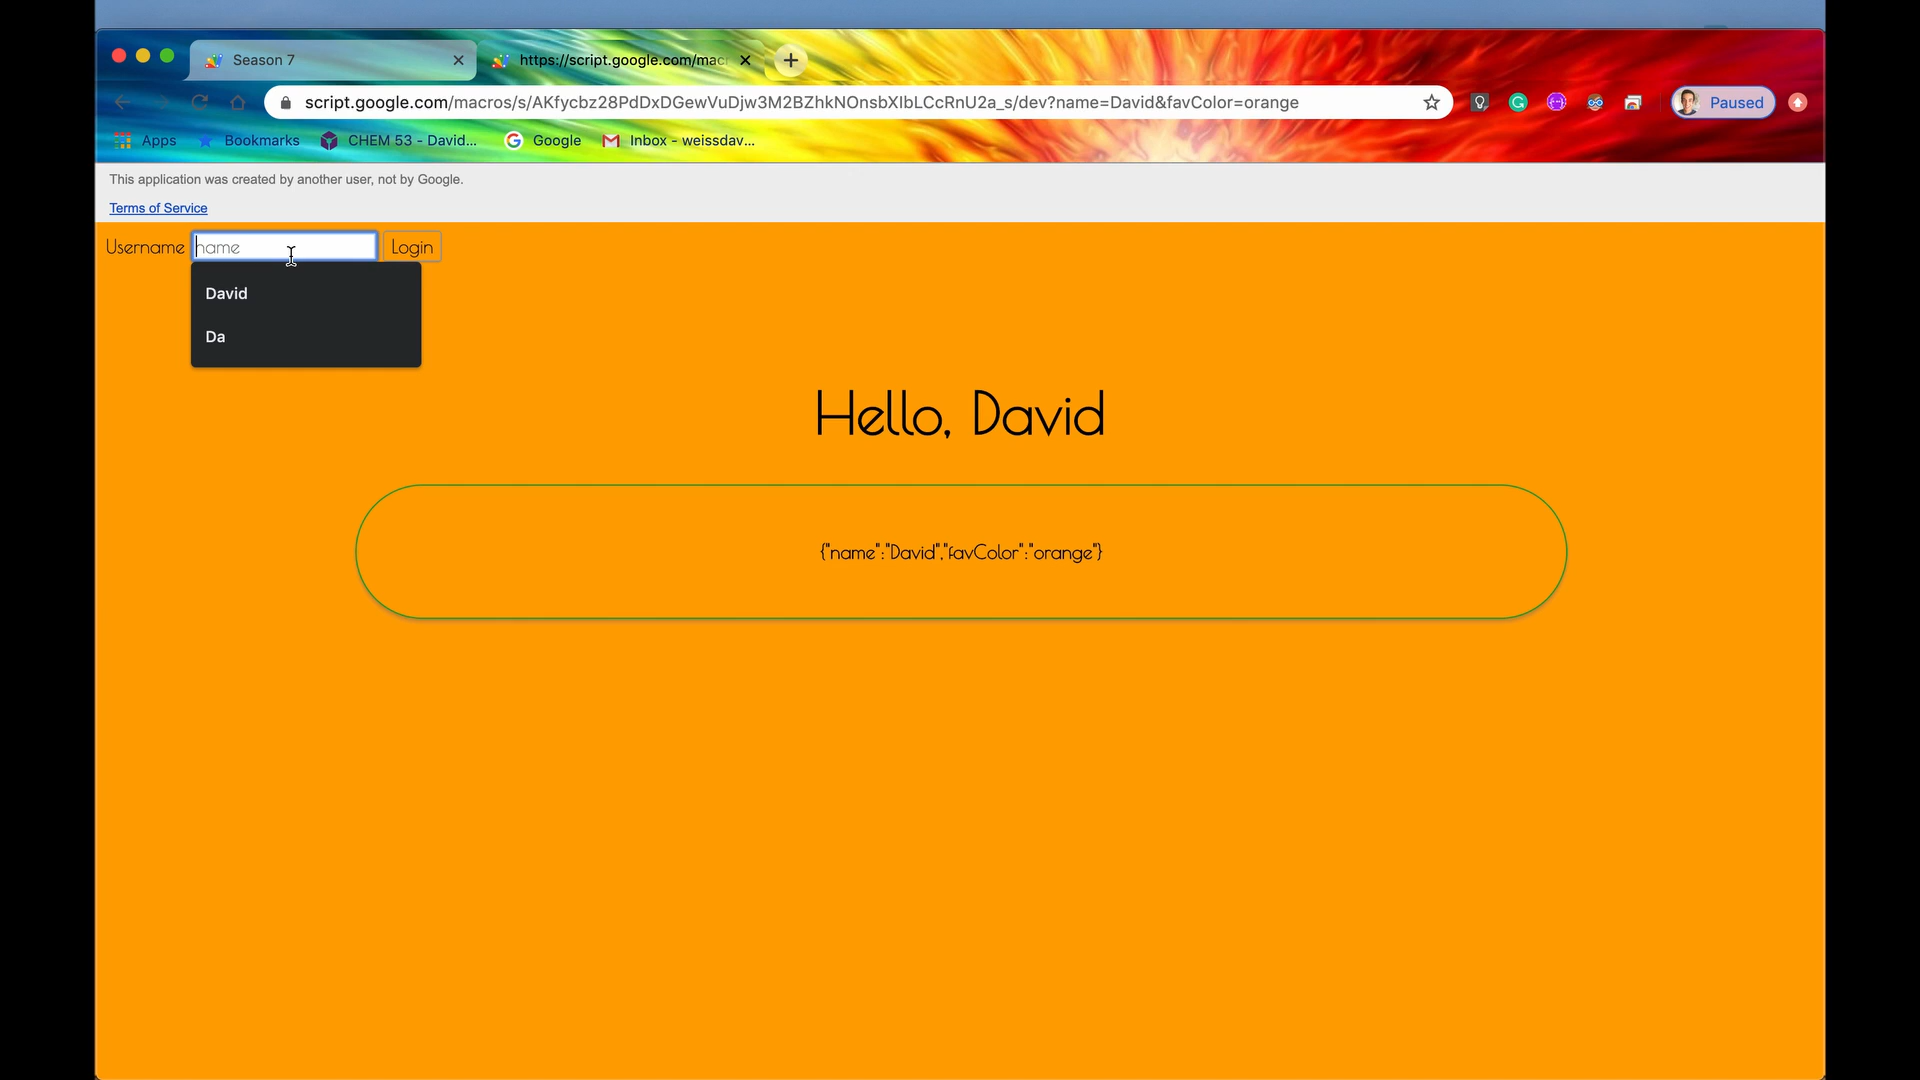 Season 7
https://script.google.com/mac
script.google.com/macros/s/AKfycbz28PdDxDGewVuDjw3M2BZhkNOnsbXIbLCcRnU2a_s/dev?name=David&favColor=orange
Paused
Apps
Bookmarks
CHEM 53 - David...
Google
Inbox - weissdav...
This application was created by another user, not by Google.
Terms of Service
Username name Login
David
Da
Hello, David
{"name":"David","favColor":"orange"}